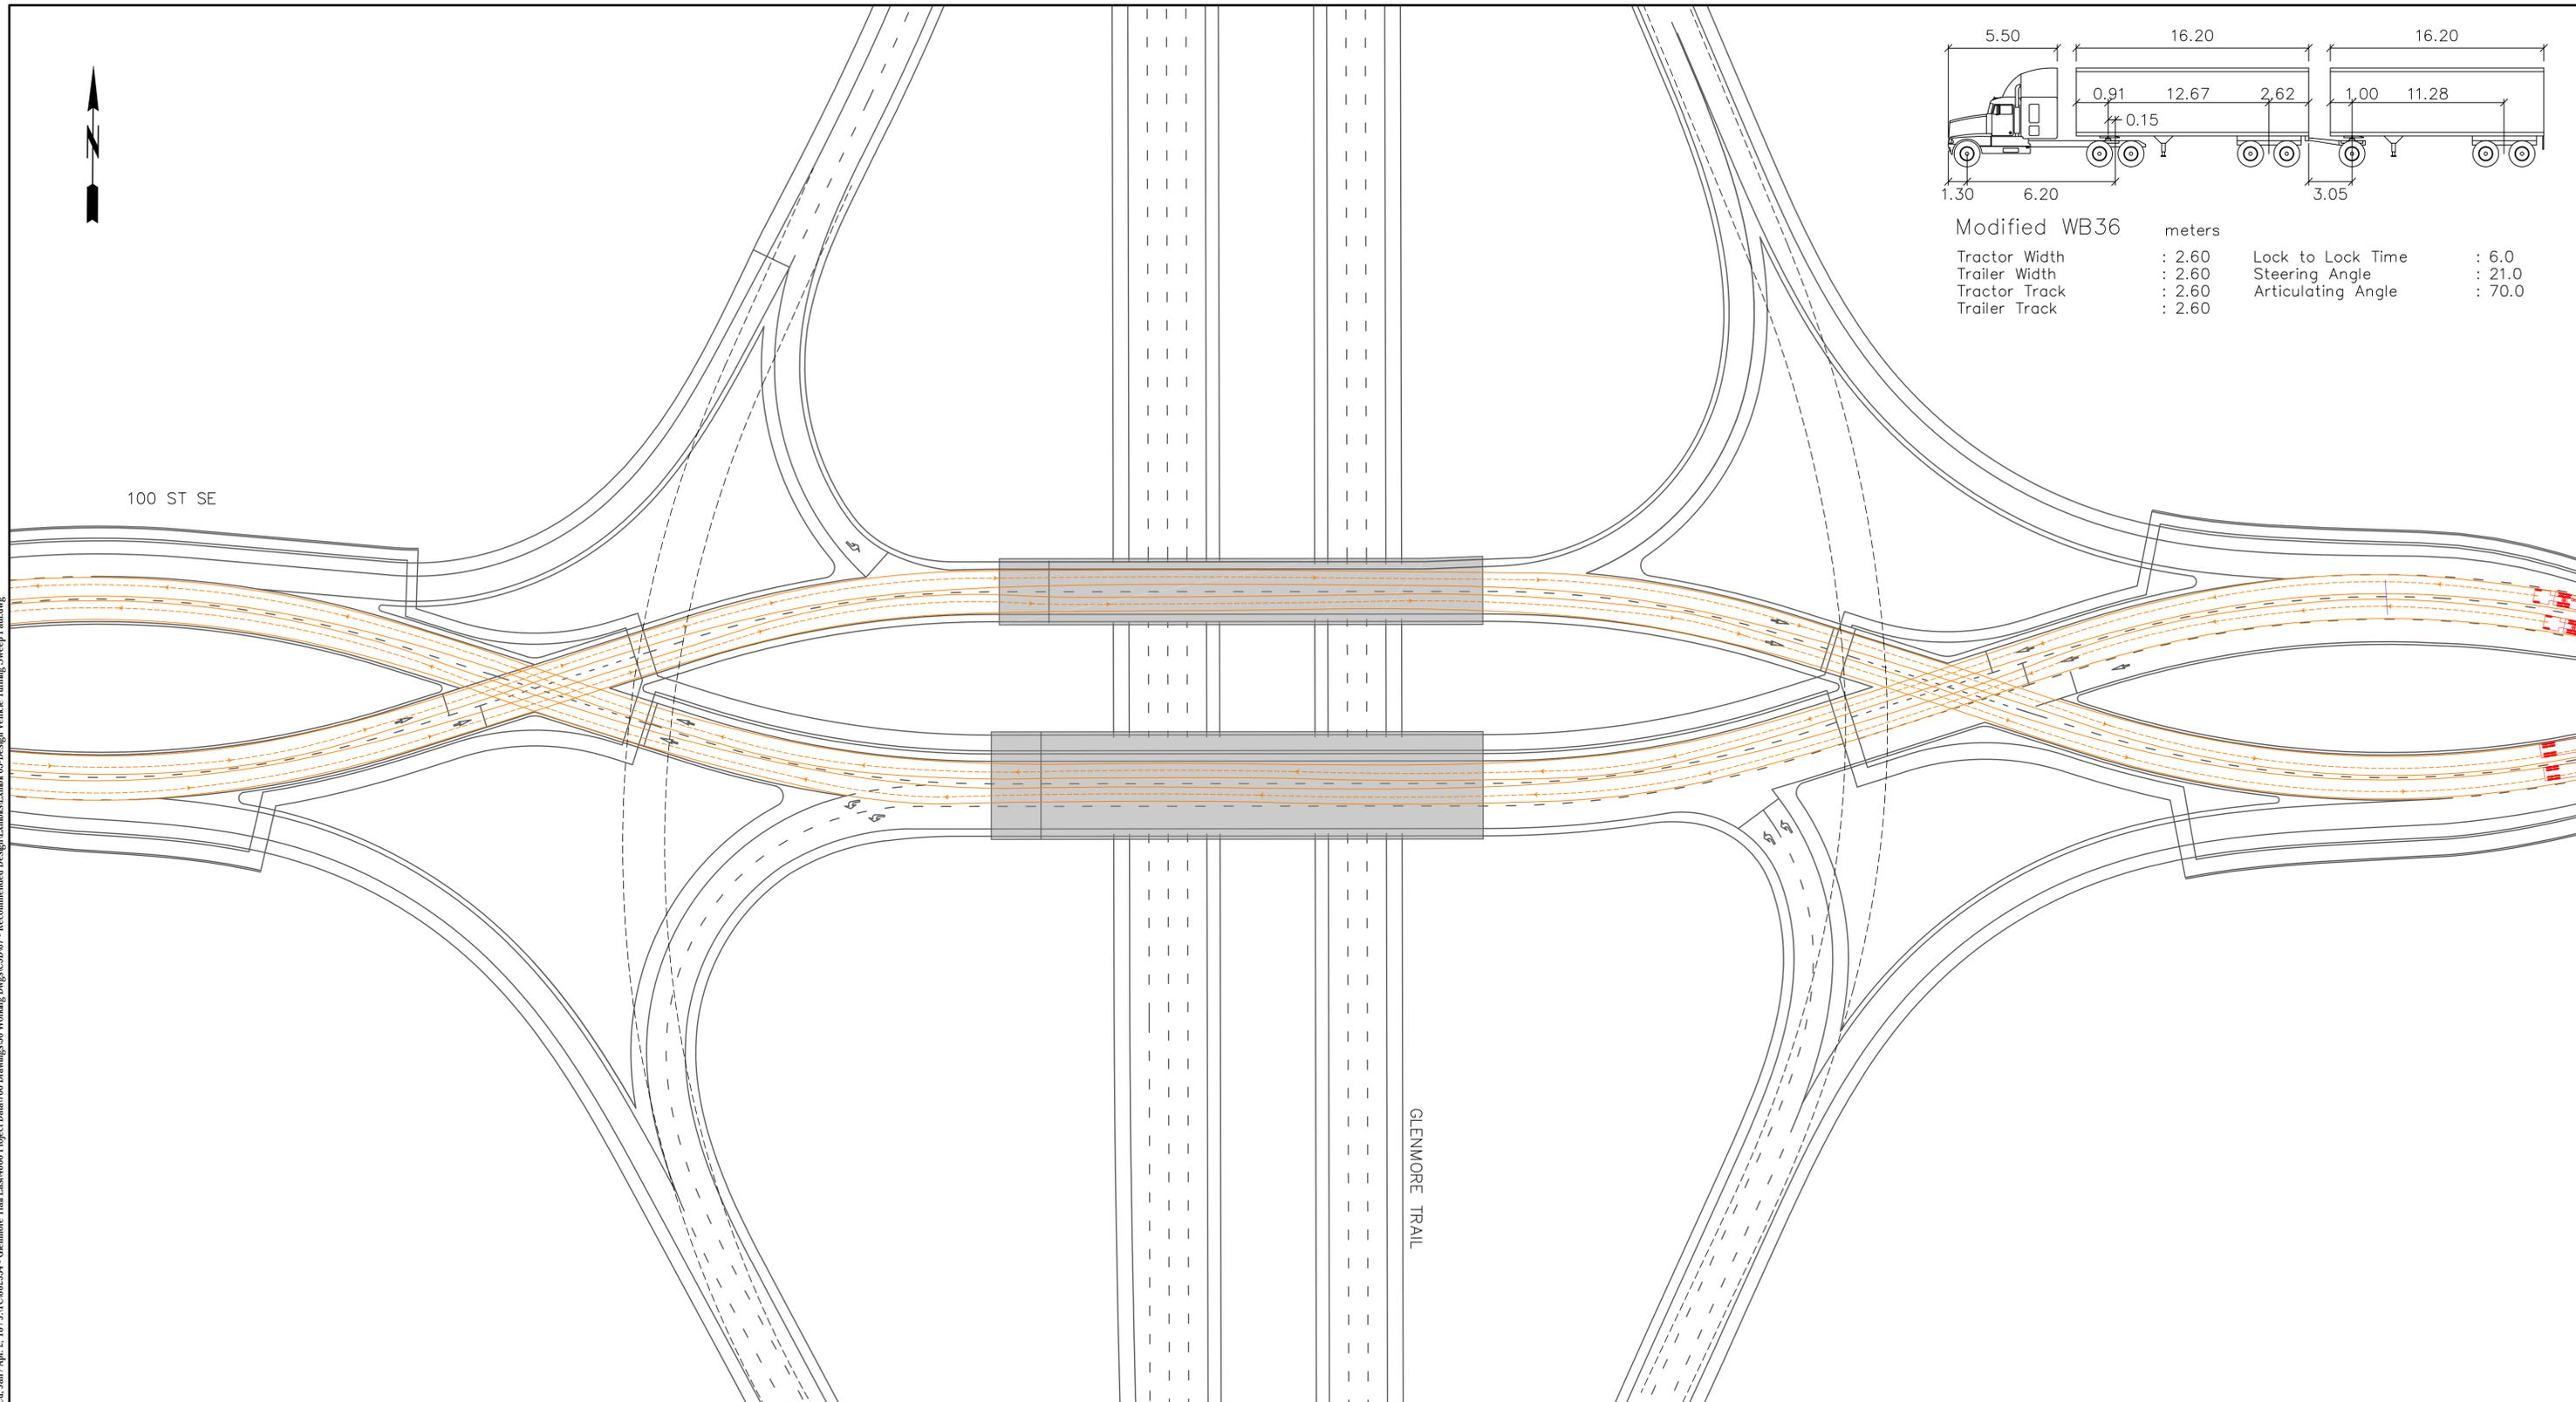 5.50 16.20 16.20
0.91 12.67 2.62 1.00 11.28
0.15
1.30 6.20 3.05
N
Modified WB36 meters
Tractor Width : 2.60 Lock to Lock Time : 6.0
Trailer Width : 2.60 Steering Angle : 21.0
Tractor Track : 2.60 Articulating Angle : 70.0
Trailer Track : 2.60
100 ST SE
GLENMORE TRAIL